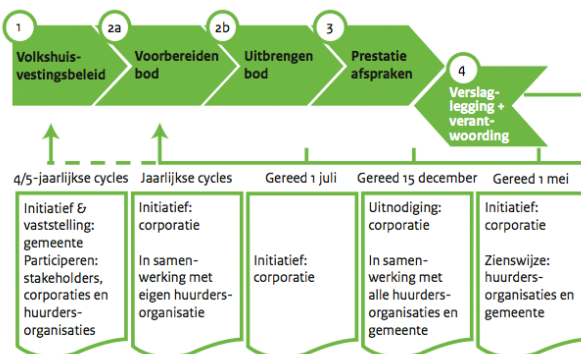 1
2a
2b
3
4
Volkshuis-
vestingsbeleid
Voorbereiden
bod
Uitbrengen
bod
Prestatie
afspraken
Verslag-
legging +
verant-
woording
4/5-jaarlijkse cycles
Jaarlijkse cycles
Gereed 1 juli
Gereed 15 december
Gereed 1 mei
Initiatief &
vaststelling:
gemeente
Participeren:
stakeholders,
corporaties en
huurders-
organisaties
Initiatief:
corporatie
In samen-
werking met
eigen huurders-
organisatie
Initiatief:
corporatie
Uitnodiging:
corporatie
In samen-
werking met
alle huurders-
organisaties en
gemeente
Initiatief:
corporatie
Zienswijze:
huurders-
organisaties en
gemeente